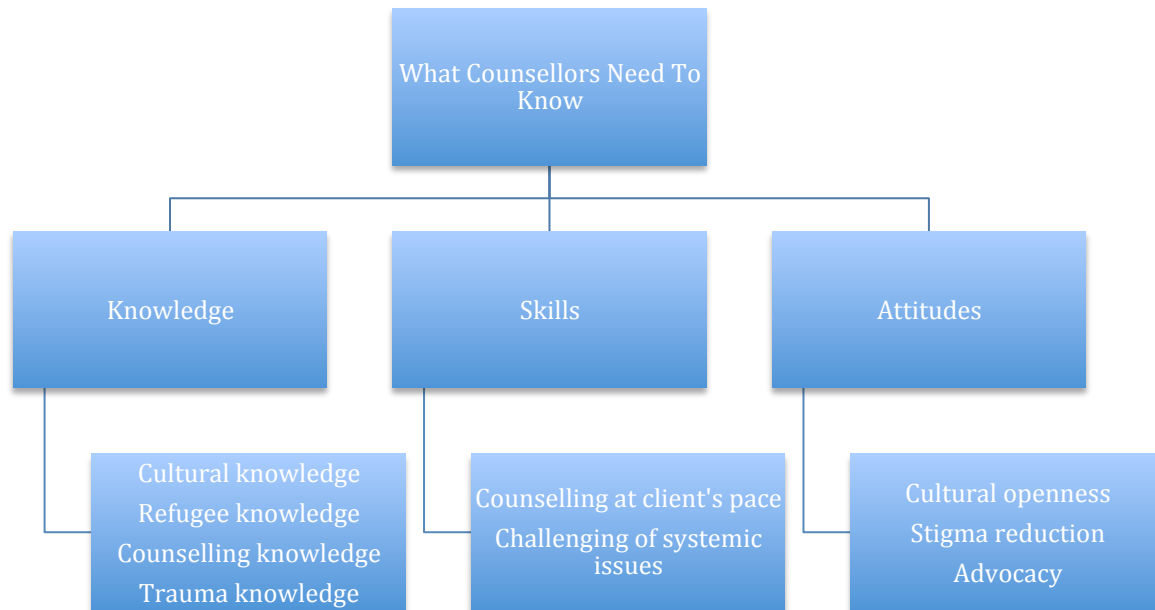 What Counsellors Need To
Know
Knowledge
Skills
Attitudes
Cultural knowledge
Refugee knowledge
Counselling knowledge
Trauma knowledge
Counselling at client's pace
Challenging of systemic
issues
Cultural openness
Stigma reduction
Advocacy